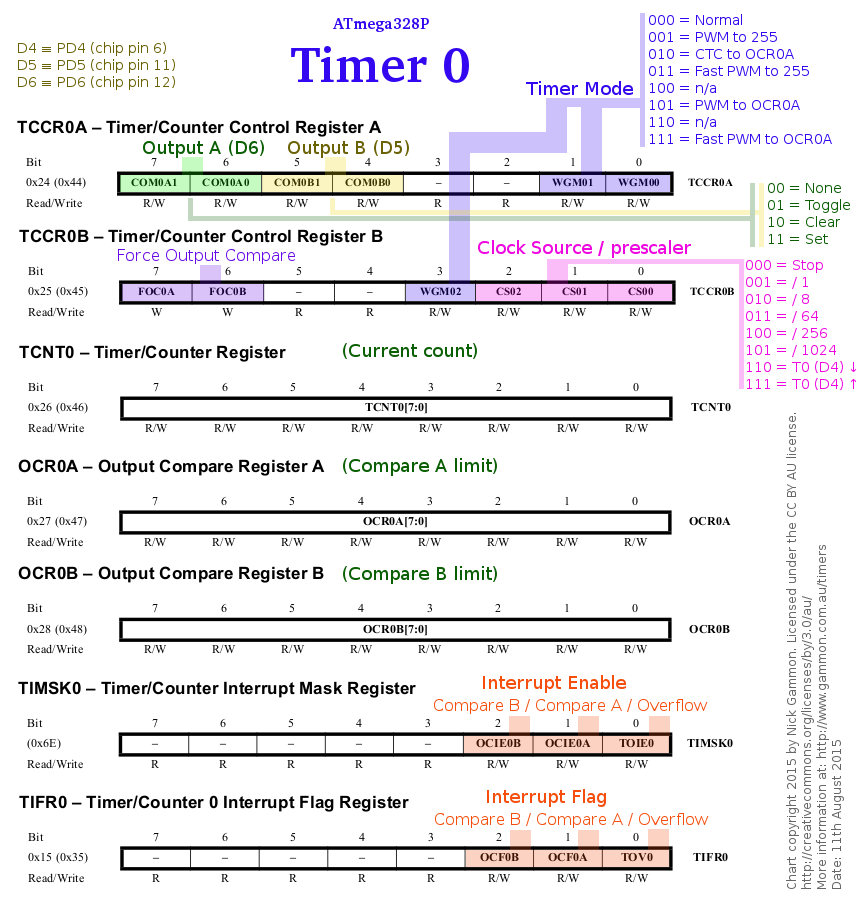 ATmega328P
Timer 0
D4 ≡ PD4 (chip pin 6)
D5 ≡ PD5 (chip pin 11)
D6 ≡ PD6 (chip pin 12)
Timer Mode
000 = Normal
001 = PWM to 255
010 = CTC to OCR0A
011 = Fast PWM to 255
100 = n/a
101 = PWM to OCR0A
110 = n/a
111 = Fast PWM to OCR0A
TCCR0A – Timer/Counter Control Register A
Output A (D6) Output B (D5)
Bit 7 6 5 4 3 2 1 0
0x24 (0x44) COM0A1 COM0A0 COM0B1 COM0B0 – – WGM01 WGM00 TCCR0A
Read/Write R/W R/W R/W R/W R R R/W R/W
00 = None
01 = Toggle
10 = Clear
11 = Set
TCCR0B – Timer/Counter Control Register B
Force Output Compare
Clock Source / prescaler
Bit 7 6 5 4 3 2 1 0
0x25 (0x45) FOC0A FOC0B – – WGM02 CS02 CS01 CS00 TCCR0B
Read/Write W W R R R/W R/W R/W R/W
000 = Stop
001 = / 1
010 = / 8
011 = / 64
100 = / 256
101 = / 1024
110 = T0 (D4) ↓
111 = T0 (D4) ↑
TCNT0 – Timer/Counter Register (Current count)
Bit 7 6 5 4 3 2 1 0
0x26 (0x46) TCNT0[7:0] TCNT0
Read/Write R/W R/W R/W R/W R/W R/W R/W R/W
OCR0A – Output Compare Register A (Compare A limit)
Bit 7 6 5 4 3 2 1 0
0x27 (0x47) OCR0A[7:0] OCR0A
Read/Write R/W R/W R/W R/W R/W R/W R/W R/W
OCR0B – Output Compare Register B (Compare B limit)
Bit 7 6 5 4 3 2 1 0
0x28 (0x48) OCR0B[7:0] OCR0B
Read/Write R/W R/W R/W R/W R/W R/W R/W R/W
TIMSK0 – Timer/Counter Interrupt Mask Register
Interrupt Enable
Compare B / Compare A / Overflow
Bit 7 6 5 4 3 2 1 0
(0x6E) – – – – – OCIE0B OCIE0A TOIE0 TIMSK0
Read/Write R R R R R R/W R/W R/W
TIFR0 – Timer/Counter 0 Interrupt Flag Register
Interrupt Flag
Compare B / Compare A / Overflow
Bit 7 6 5 4 3 2 1 0
0x15 (0x35) – – – – – OCF0B OCF0A TOV0 TIFR0
Read/Write R R R R R R/W R/W R/W
Chart copyright 2015 by Nick Gammon. Licensed under the CC BY AU license.
http://creativecommons.org/licenses/by/3.0/au/
More information at: http://www.gammon.com.au/timers
Date: 11th August 2015